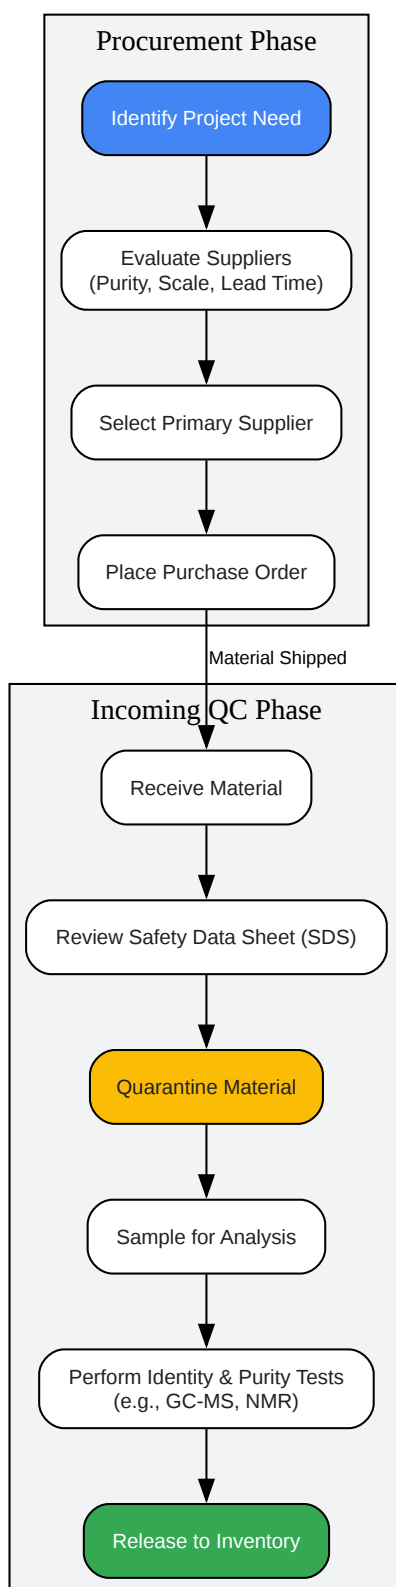 Procurement Phase
Identify Project Need
Evaluate Suppliers
(Purity, Scale, Lead Time)
Select Primary Supplier
Place Purchase Order
Material Shipped
Incoming QC Phase
Receive Material
Review Safety Data Sheet (SDS)
Quarantine Material
Sample for Analysis
Perform Identity & Purity Tests
(e.g., GC-MS, NMR)
Release to Inventory